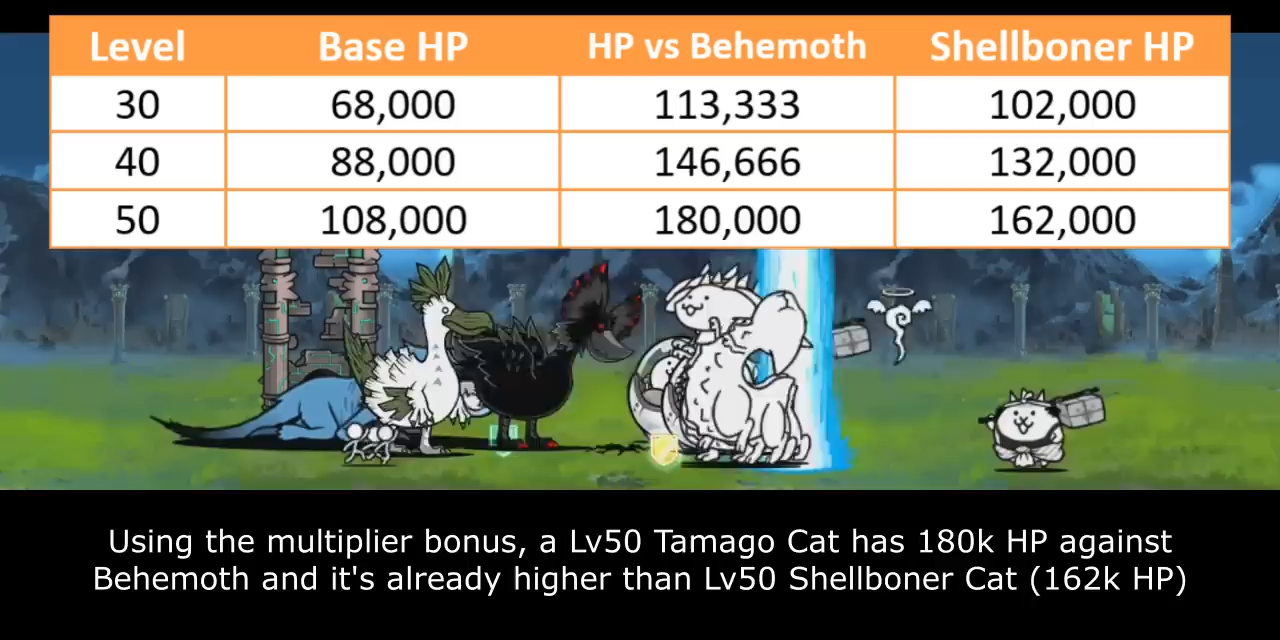 Level Base HP HP vs Behemoth Shellboner HP
30 68,000 113,333 102,000
40 88,000 146,666 132,000
50 108,000 180,000 162,000
Using the multiplier bonus, a Lv50 Tamago Cat has 180k HP against
Behemoth and it's already higher than Lv50 Shellboner Cat (162k HP)